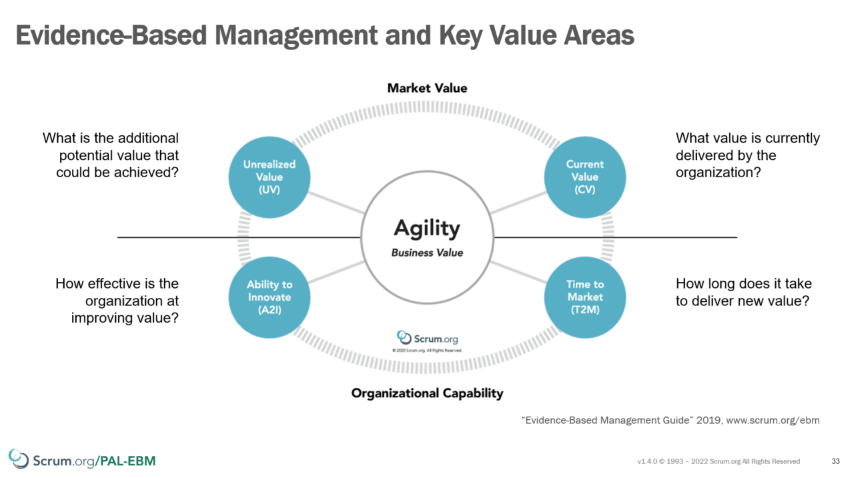 Evidence-Based Management and Key Value Areas
Market Value
What is the additional
potential value that
could be achieved?
Unrealized
Value
(UV)
Current
Value
(CV)
What value is currently
delivered by the
organization?
Agility
Business Value
How effective is the
organization at
improving value?
Ability to
Innovate
(A2I)
Time to
Market
(T2M)
How long does it take
to deliver new value?
Scrum.org
© 2022 Scrum.org. All Rights Reserved.
Organizational Capability
"Evidence-Based Management Guide" 2019, www.scrum.org/ebm
Scrum.org/PAL-EBM
v1.4.0 © 1993 – 2022 Scrum.org All Rights Reserved
33